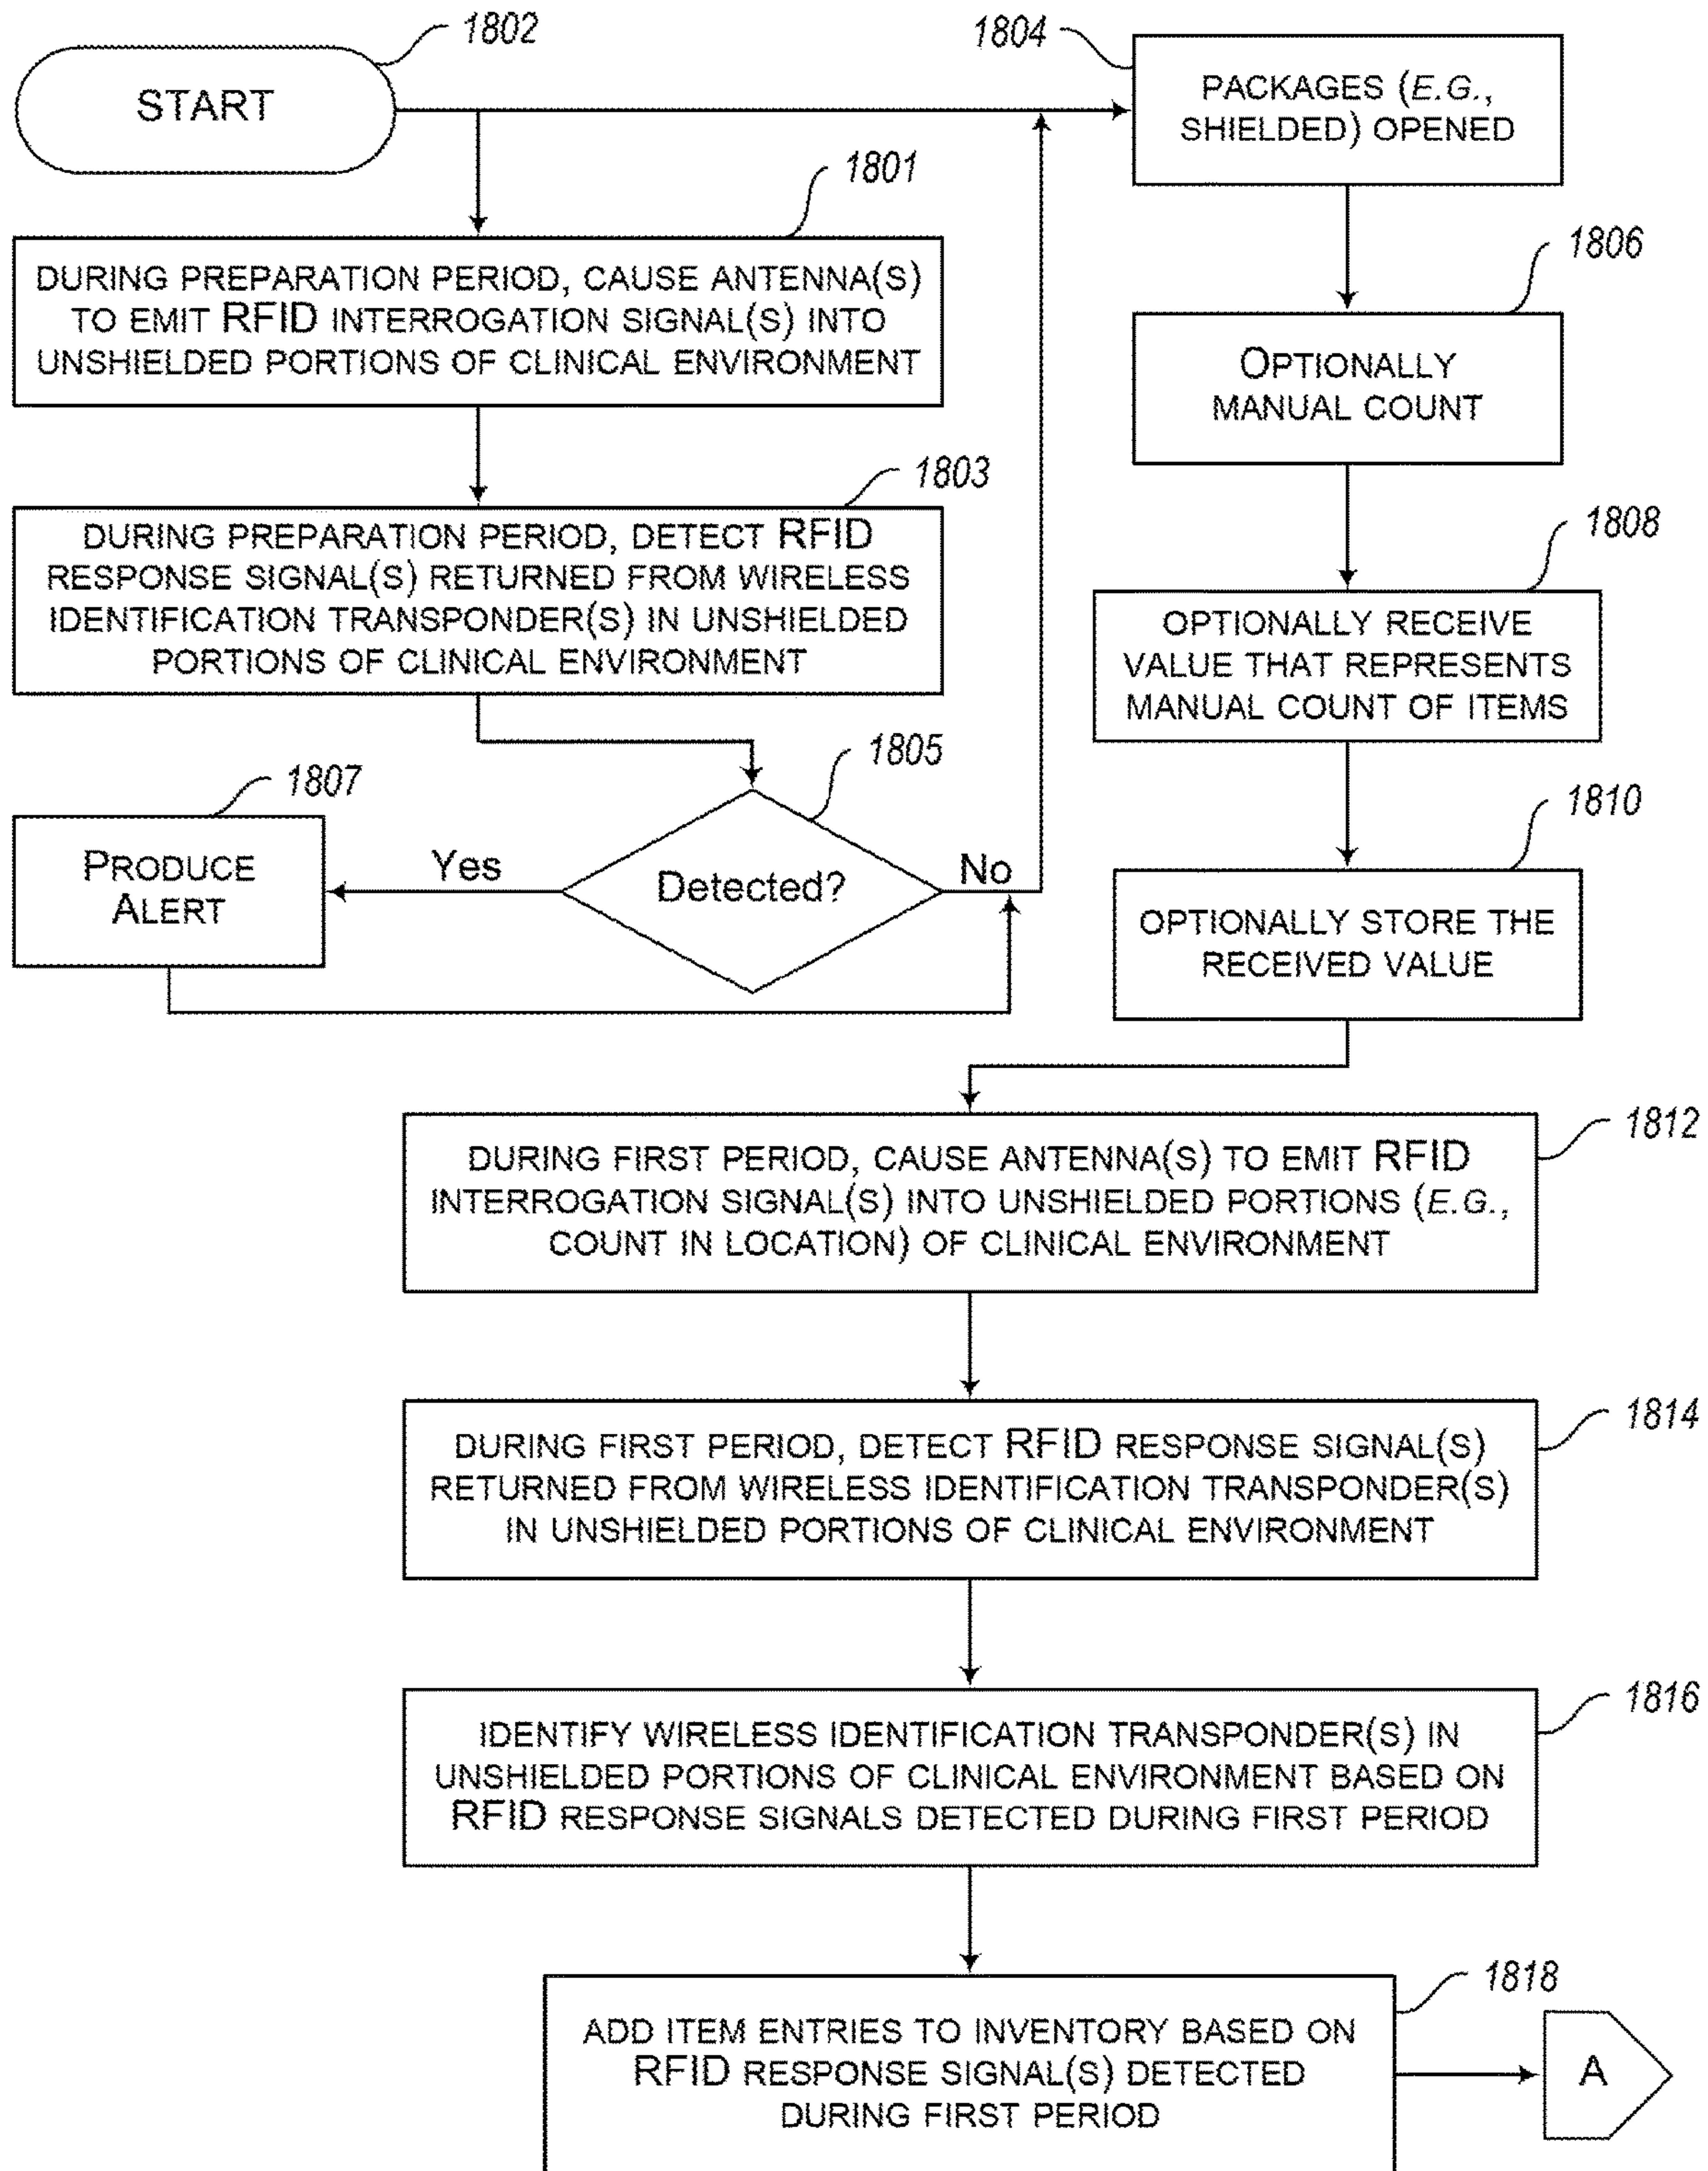 1802
START
1804
PACKAGES (E.G.,
SHIELDED) OPENED
1801
DURING PREPARATION PERIOD, CAUSE ANTENNA(S)
TO EMIT RFID INTERROGATION SIGNAL(S) INTO
UNSHIELDED PORTIONS OF CLINICAL ENVIRONMENT
1806
OPTIONALLY
MANUAL COUNT
1803
DURING PREPARATION PERIOD, DETECT RFID
RESPONSE SIGNAL(S) RETURNED FROM WIRELESS
IDENTIFICATION TRANSPONDER(S) IN UNSHIELDED
PORTIONS OF CLINICAL ENVIRONMENT
1808
OPTIONALLY RECEIVE
VALUE THAT REPRESENTS
MANUAL COUNT OF ITEMS
1805
Detected?
Yes
No
1807
PRODUCE
ALERT
1810
OPTIONALLY STORE THE
RECEIVED VALUE
1812
DURING FIRST PERIOD, CAUSE ANTENNA(S) TO EMIT RFID
INTERROGATION SIGNAL(S) INTO UNSHIELDED PORTIONS (E.G.,
COUNT IN LOCATION) OF CLINICAL ENVIRONMENT
1814
DURING FIRST PERIOD, DETECT RFID RESPONSE SIGNAL(S)
RETURNED FROM WIRELESS IDENTIFICATION TRANSPONDER(S)
IN UNSHIELDED PORTIONS OF CLINICAL ENVIRONMENT
1816
IDENTIFY WIRELESS IDENTIFICATION TRANSPONDER(S) IN
UNSHIELDED PORTIONS OF CLINICAL ENVIRONMENT BASED ON
RFID RESPONSE SIGNALS DETECTED DURING FIRST PERIOD
1818
ADD ITEM ENTRIES TO INVENTORY BASED ON
RFID RESPONSE SIGNAL(S) DETECTED
DURING FIRST PERIOD
A